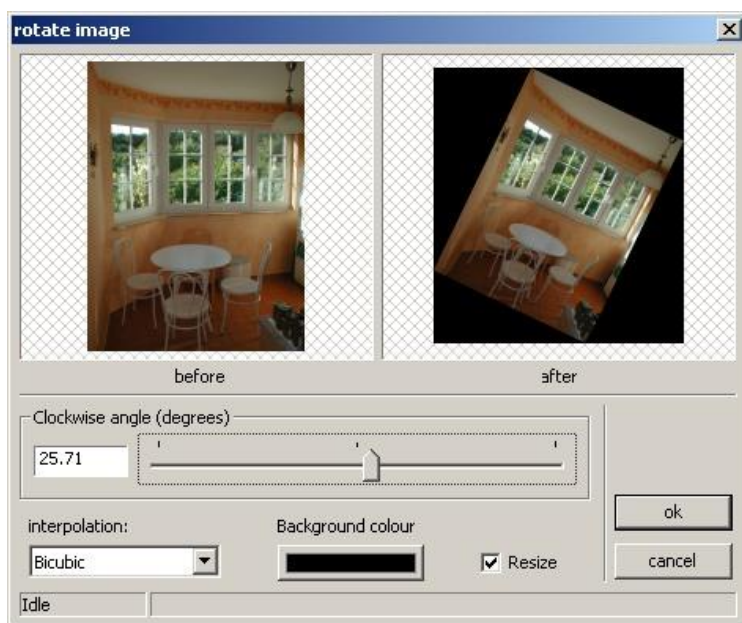 rotate image
before
after
Clockwise angle (degrees)
25.71
interpolation:
Background colour
Bicubic
Resize
ok
cancel
Idle